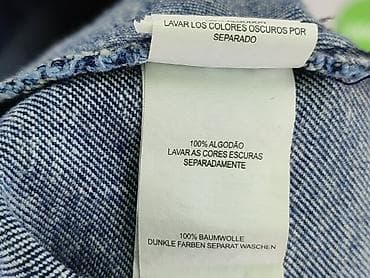 LAVAR LOS COLORES OSCUROS POR
SEPARADO
100% ALGODÃO
LAVAR AS CORES ESCURAS
SEPARADAMENTE
100% BAUMWOLLE
DUNKLE FARBEN SEPARAT WASCHEN